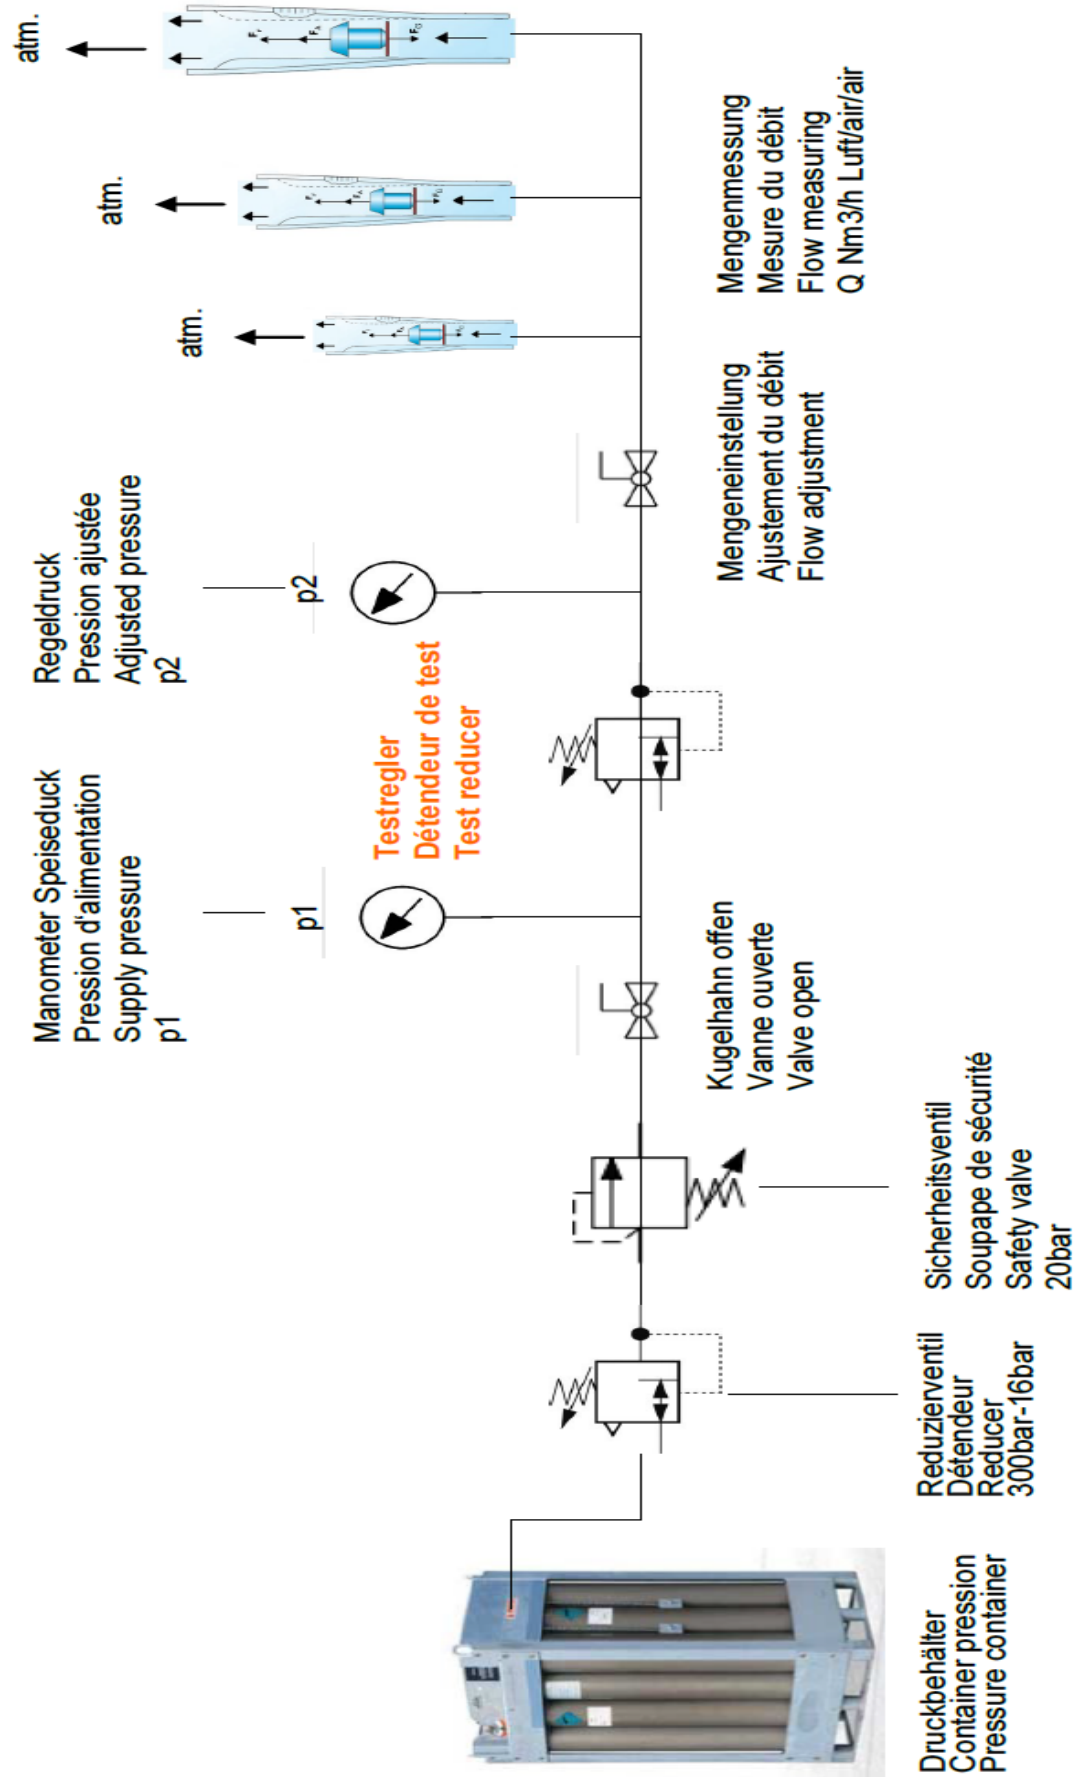 Druckbehälter
Container pression
Pressure container
Reduzierventil
Détendeur
Reducer
300bar-16bar
Sicherheitsventil
Soupape de sécurité
Safety valve
20bar
Kugelhahn offen
Vanne ouverte
Valve open
Manometer Speiseduck
Pression d'alimentation
Supply pressure
p1
p1
Testregler
Détendeur de test
Test reducer
Regeldruck
Pression ajustée
Adjusted pressure
p2
p2
Mengeneinstellung
Ajustement du débit
Flow adjustment
Mengenmessung
Mesure du débit
Flow measuring
Q Nm3/h Luft/air/air
atm.
atm.
atm.
FA
FG